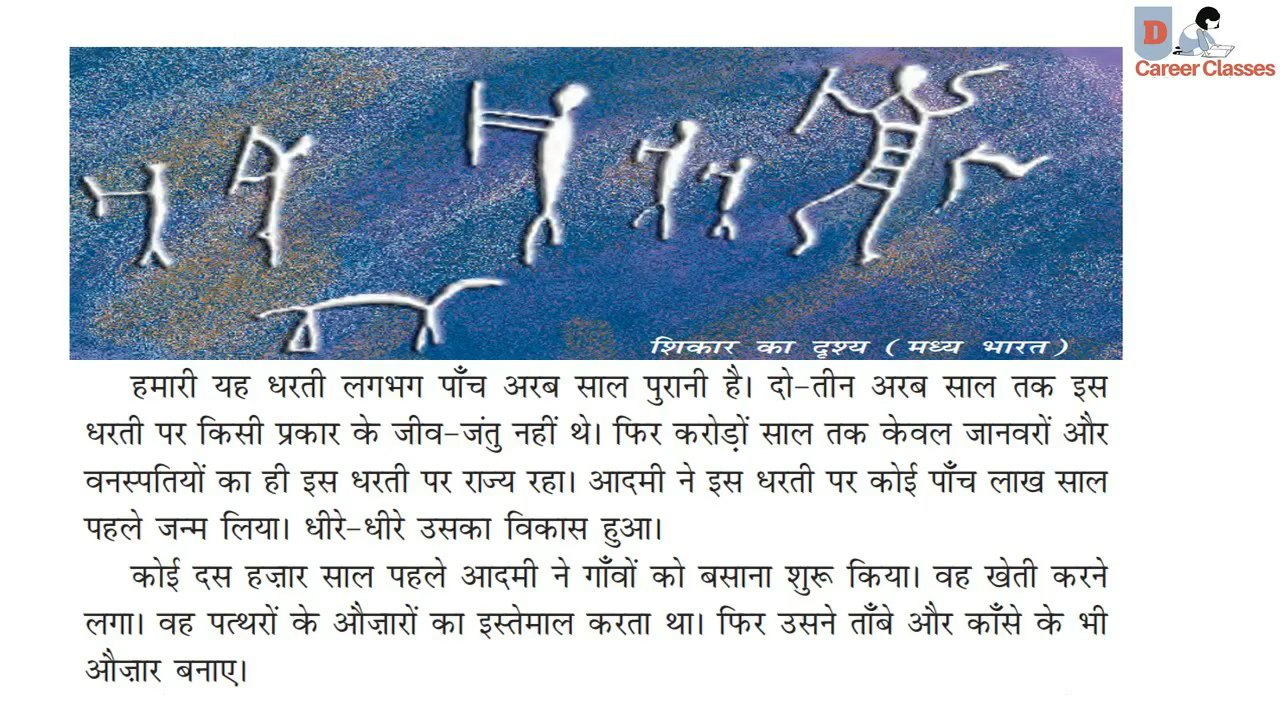 D
Career Classes
शिकार का दृश्य ( मध्य भारत )
हमारी यह धरती लगभग पाँच अरब साल पुरानी है। दो-तीन अरब साल तक इस
धरती पर किसी प्रकार के जीव-जंतु नहीं थे। फिर करोड़ों साल तक केवल जानवरों और
वनस्पतियों का ही इस धरती पर राज्य रहा। आदमी ने इस धरती पर कोई पाँच लाख साल
पहले जन्म लिया। धीरे-धीरे उसका विकास हुआ।
कोई दस हज़ार साल पहले आदमी ने गाँवों को बसाना शुरू किया। वह खेती करने
लगा। वह पत्थरों के औज़ारों का इस्तेमाल करता था। फिर उसने ताँबे और काँसे के भी
औज़ार बनाए।